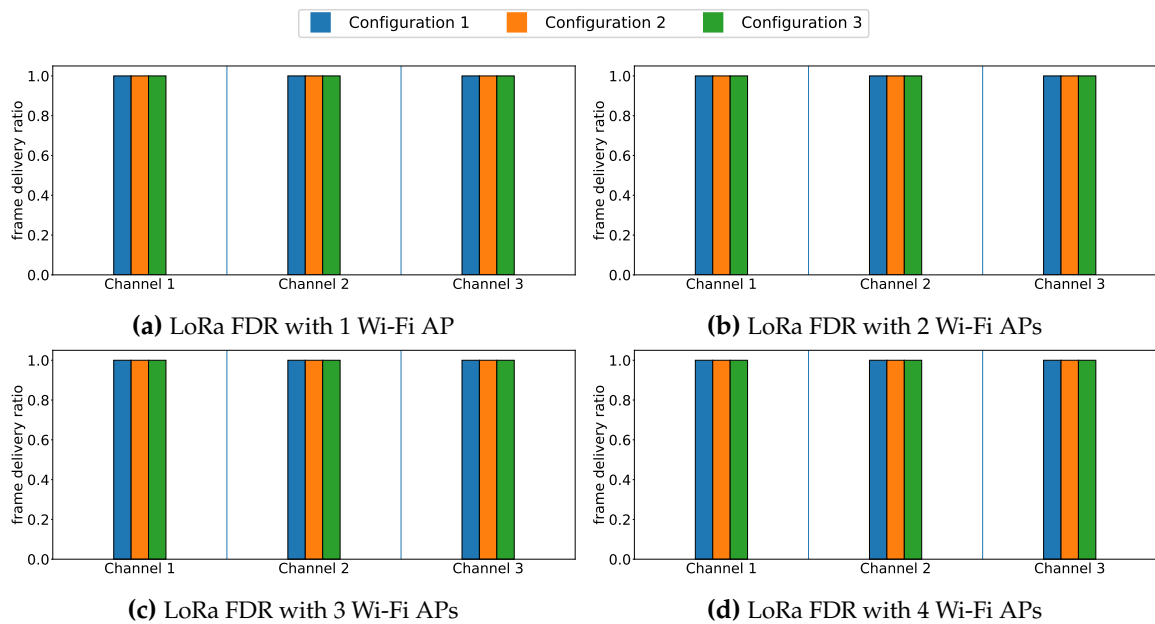 Configuration 1 Configuration 2 Configuration 3
frame delivery ratio
1.0
0.8
0.6
0.4
0.2
0.0
Channel 1 Channel 2 Channel 3
(a) LoRa FDR with 1 Wi-Fi AP
frame delivery ratio
1.0
0.8
0.6
0.4
0.2
0.0
Channel 1 Channel 2 Channel 3
(b) LoRa FDR with 2 Wi-Fi APs
frame delivery ratio
1.0
0.8
0.6
0.4
0.2
0.0
Channel 1 Channel 2 Channel 3
(c) LoRa FDR with 3 Wi-Fi APs
frame delivery ratio
1.0
0.8
0.6
0.4
0.2
0.0
Channel 1 Channel 2 Channel 3
(d) LoRa FDR with 4 Wi-Fi APs